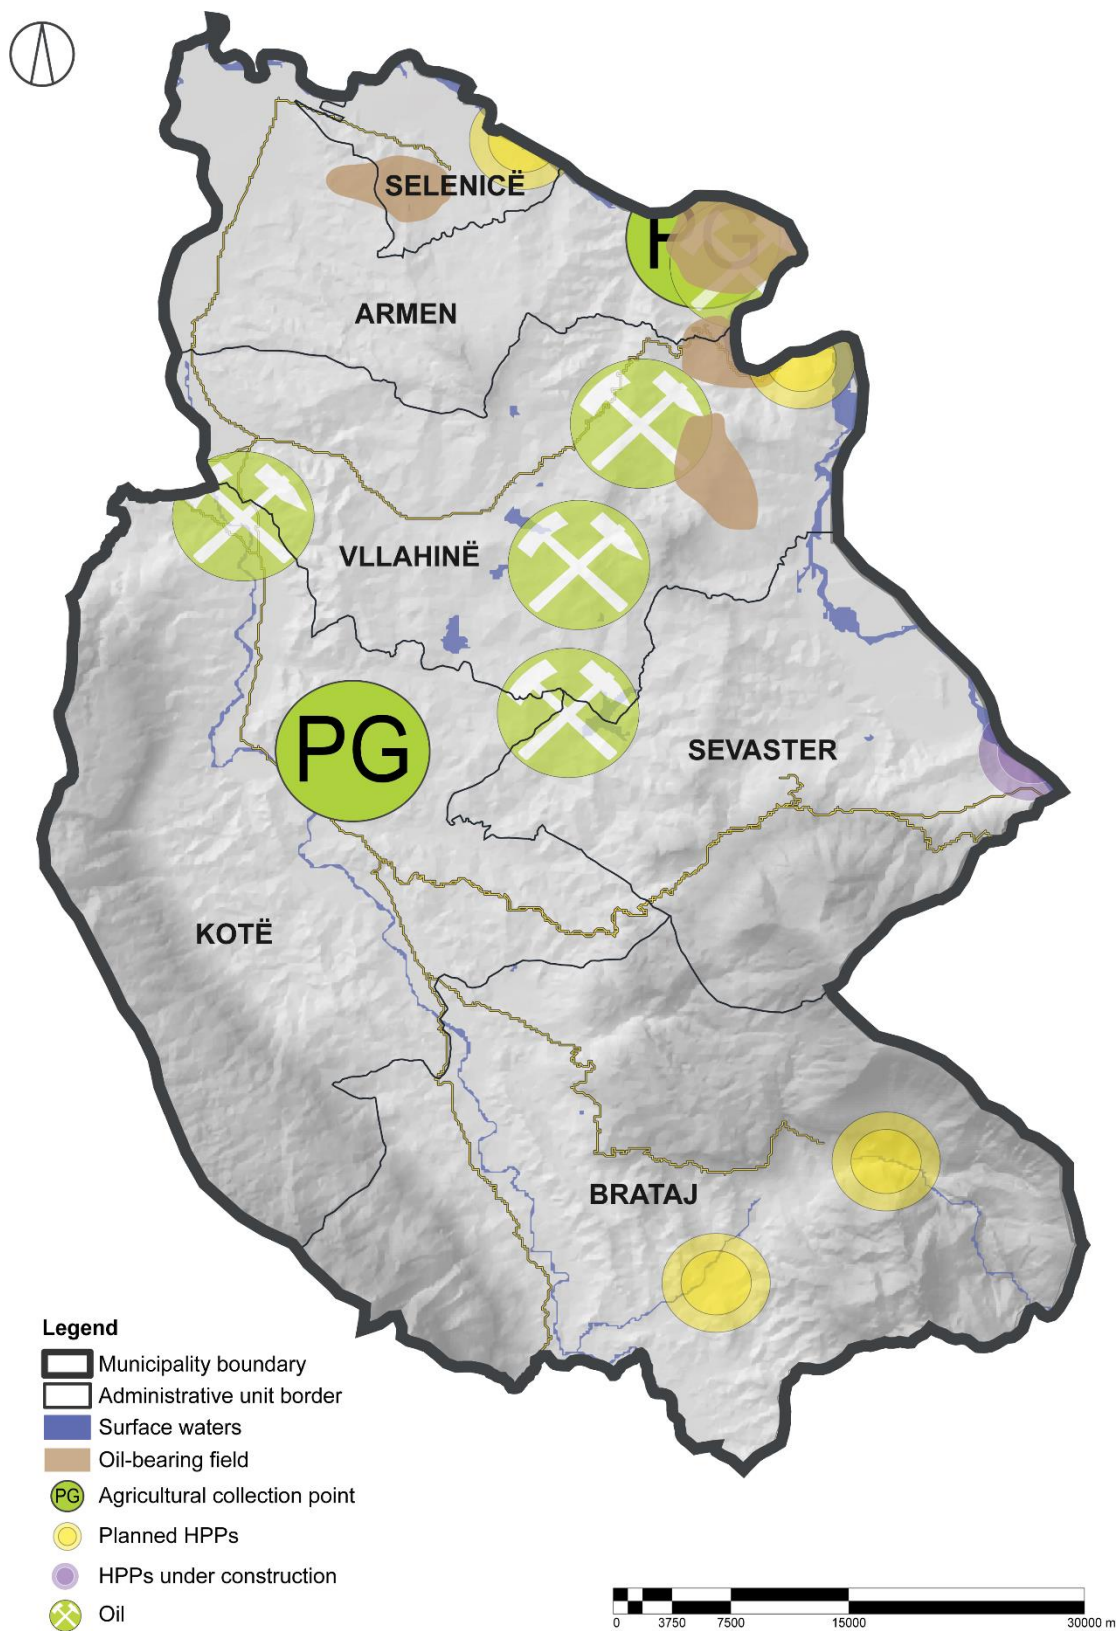 SELENICË
PG
ARMEN
VLLAHINË
PG
SEVASTER
KOTË
BRATAJ
Legend
Municipality boundary
Administrative unit border
Surface waters
Oil-bearing field
PG Agricultural collection point
Planned HPPs
HPPs under construction
Oil
0 3750 7500 15000 30000 m